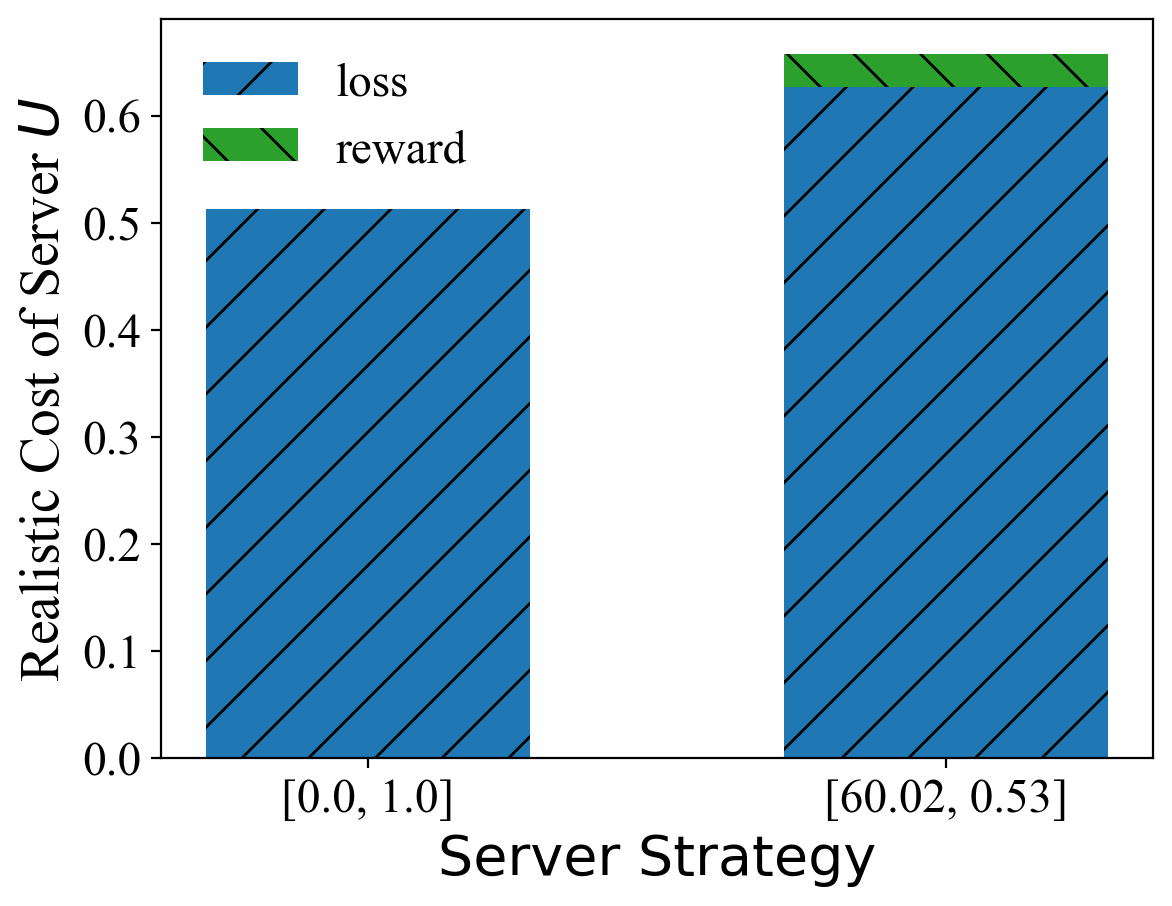 loss
reward
Realistic Cost of Server U
0.6
0.5
0.4
0.3
0.2
0.1
0.0
[0.0, 1.0]
[60.02, 0.53]
Server Strategy